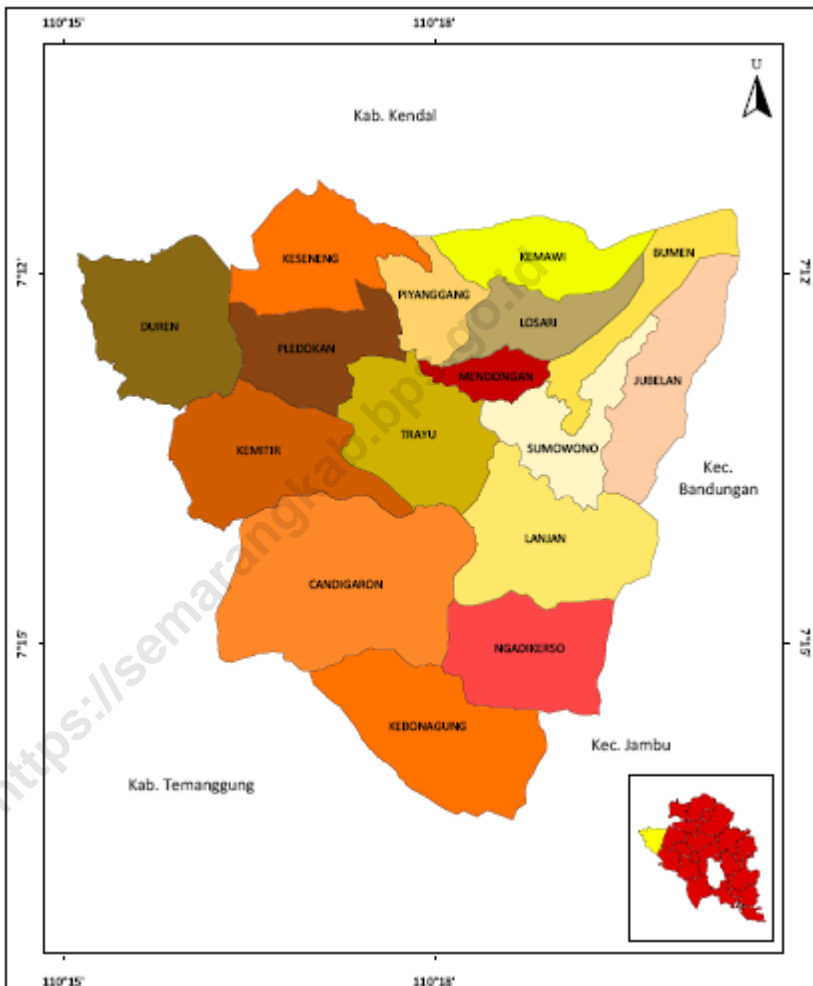 110°15'
110°18'
U
Kab. Kendal
7°12'
7°12'
KESENENG
KEMAWI
BUMEN
PIYANGGANG
DUREN
LOSARI
PLEDOKAN
MENDONGAN
JUBELAN
TRAYU
KEMITIR
SUMOWONO
Kec.
Bandungan
LANJAN
CANDIGARON
7°15'
7°15'
NGADIKERSO
KEBONAGUNG
Kec. Jambu
Kab. Temanggung
https://semarangkab.bps.go.id
110°15'
110°18'